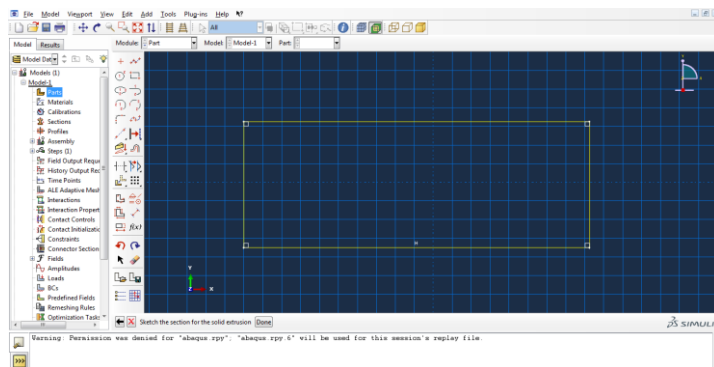 File Model Viewport View Edit Add Tools Plug-ins Help
All
Model Results Module: Part Model: Model-1 Part:
Model Dat
Models (1)
Model-1
Parts
Materials
Calibrations
Sections
Profiles
Assembly
Steps (1)
Field Output Reque
History Output Rec
Time Points
ALE Adaptive Mesh
Interactions
Interaction Propert
Contact Controls
Contact Initializatio
Constraints
Connector Section
Fields
Amplitudes
Loads
BCs
Predefined Fields
Remeshing Rules
Optimization Tasks
f(x)
H
Y
Z X
Sketch the section for the solid extrusion Done
SIMULI
Warning: Permission was denied for "abaqus.rpy"; "abaqus.rpy.6" will be used for this session's replay file.
>>>